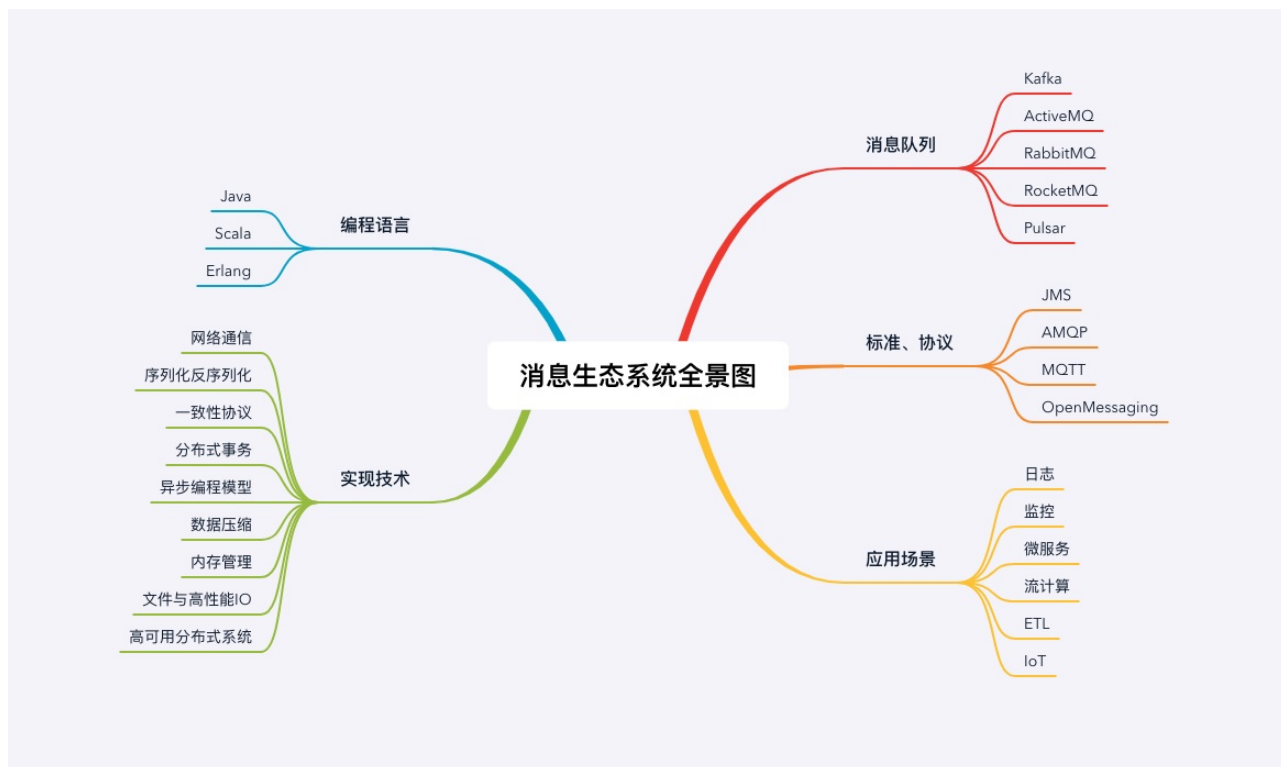 消息生态系统全景图
编程语言
Java
Scala
Erlang
实现技术
网络通信
序列化反序列化
一致性协议
分布式事务
异步编程模型
数据压缩
内存管理
文件与高性能IO
高可用分布式系统
消息队列
Kafka
ActiveMQ
RabbitMQ
RocketMQ
Pulsar
标准、协议
JMS
AMQP
MQTT
OpenMessaging
应用场景
日志
监控
微服务
流计算
ETL
IoT